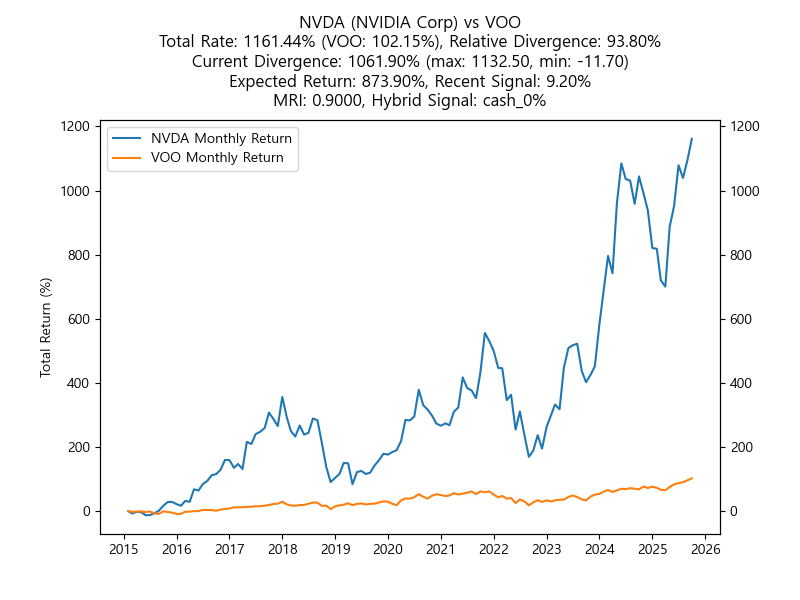 NVDA (NVIDIA Corp) vs VOO
Total Rate: 1161.44% (VOO: 102.15%), Relative Divergence: 93.80%
Current Divergence: 1061.90% (max: 1132.50, min: -11.70)
Expected Return: 873.90%, Recent Signal: 9.20%
MRI: 0.9000, Hybrid Signal: cash_0%
NVDA Monthly Return
VOO Monthly Return
Total Return (%)
1200
1000
800
600
400
200
0
1200
1000
800
600
400
200
0
2015 2016 2017 2018 2019 2020 2021 2022 2023 2024 2025 2026